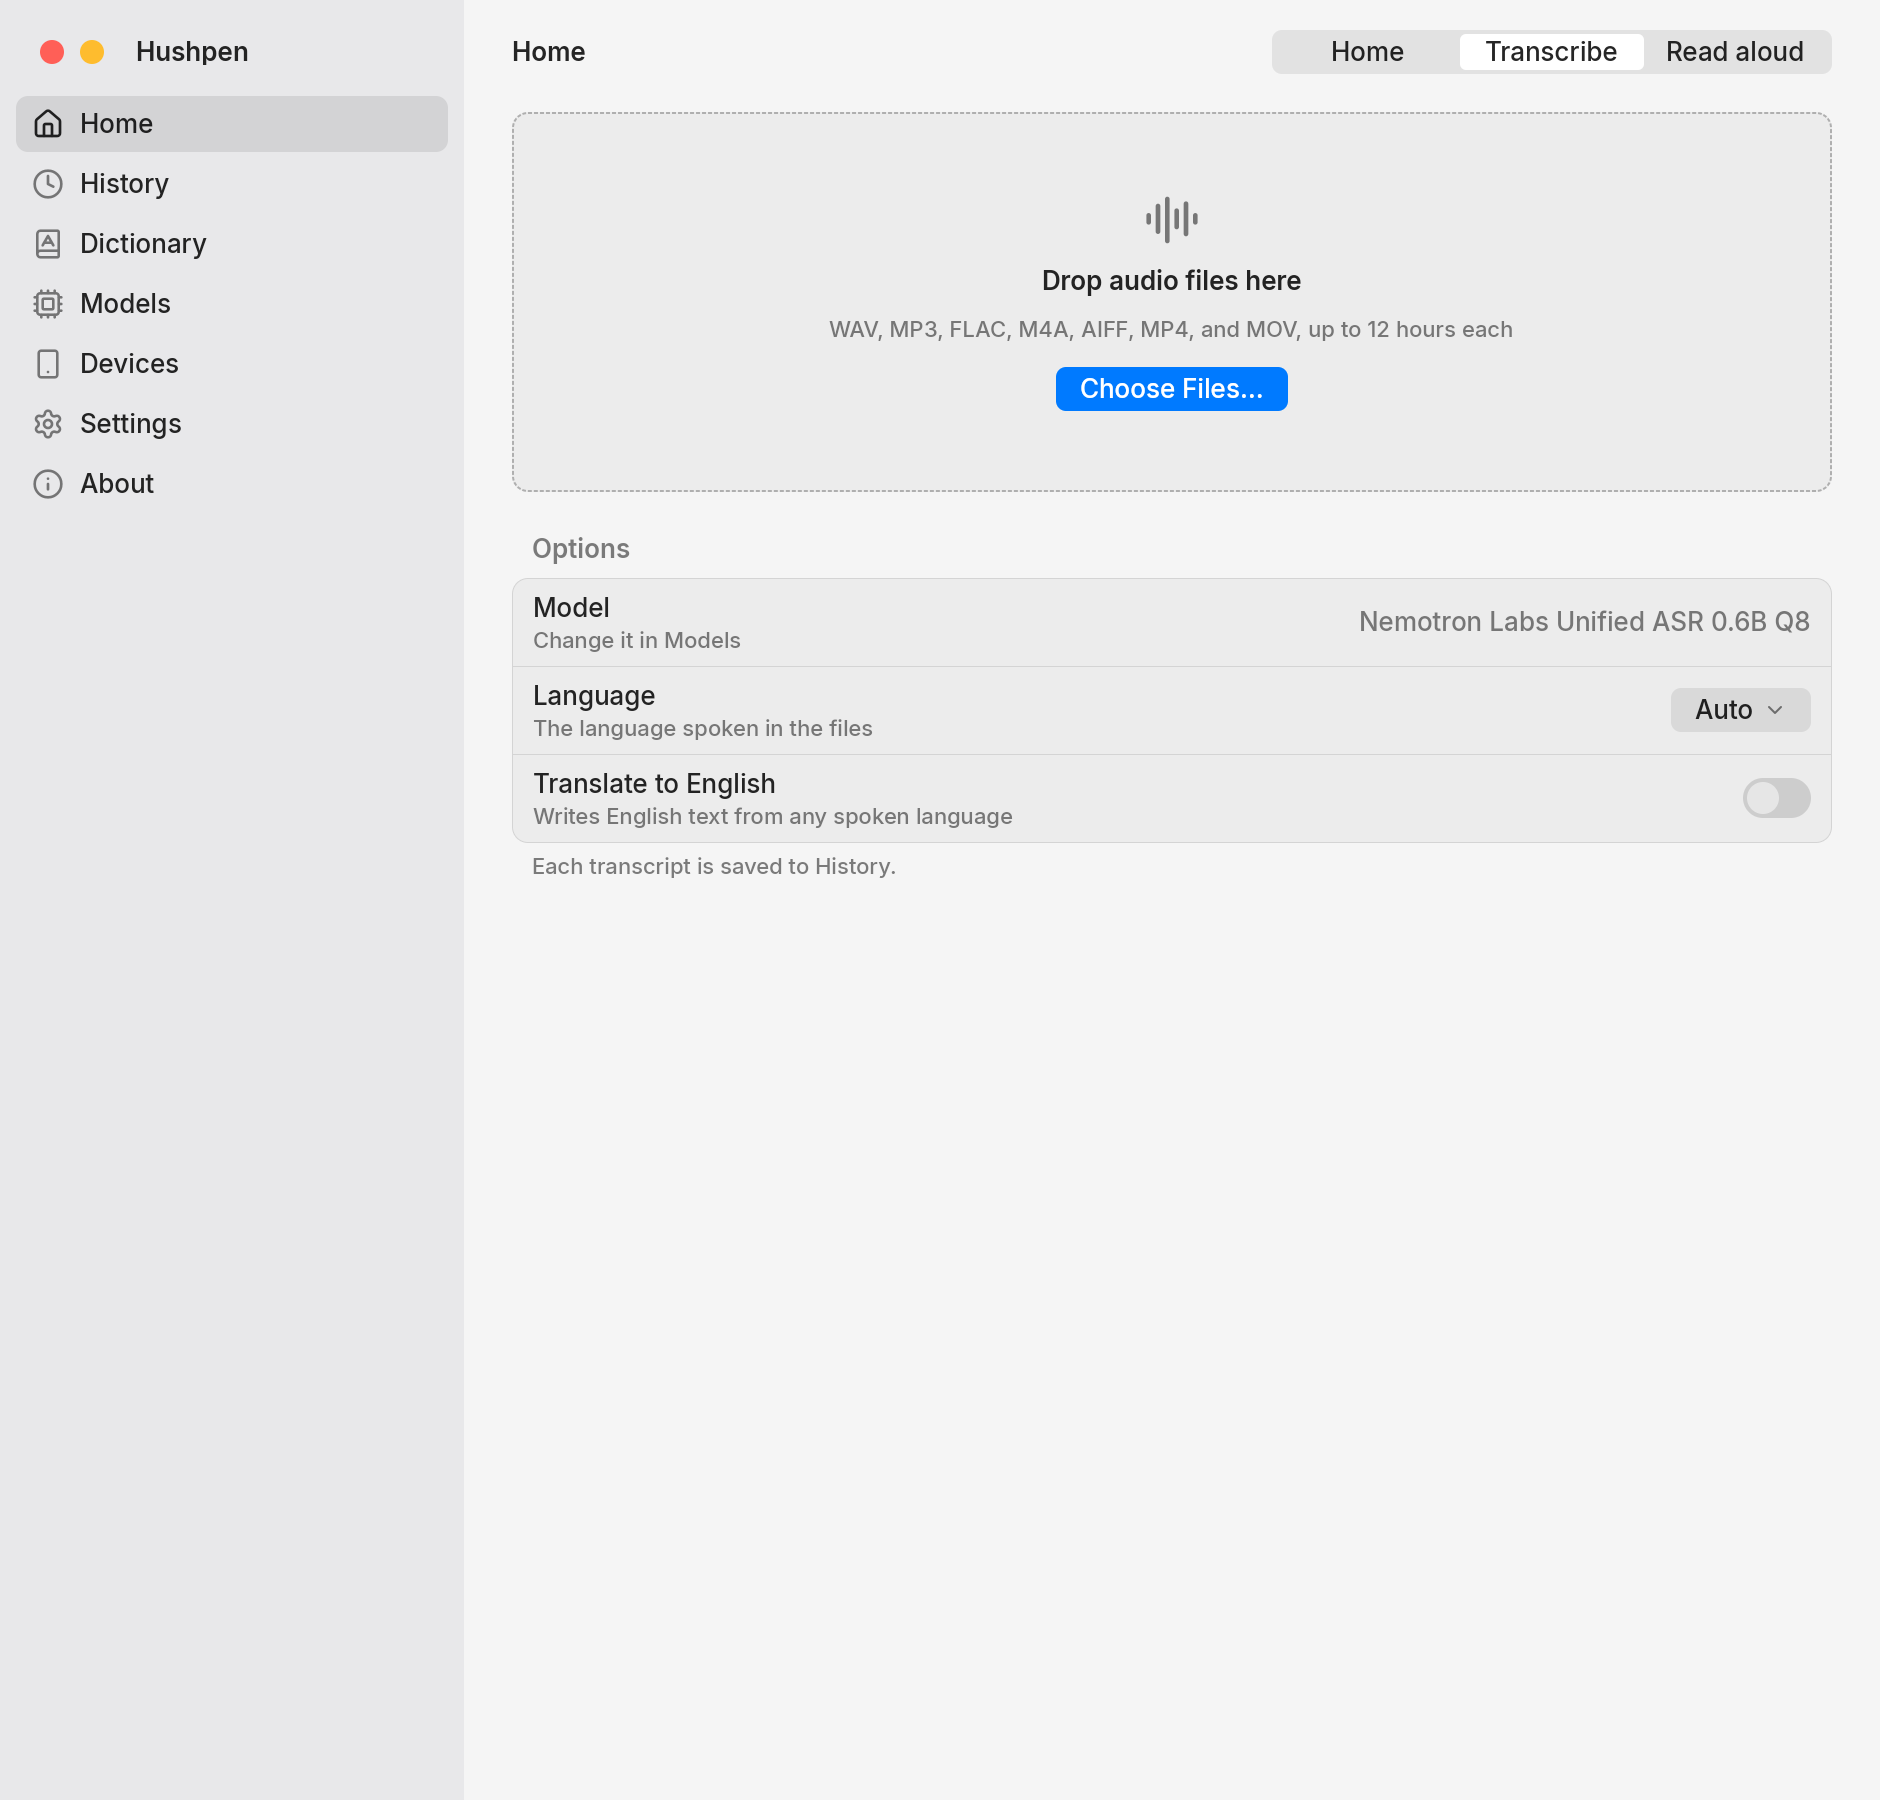 Hushpen
Home
History
Dictionary
Models
Devices
Settings
About
Home
Home
Transcribe
Read aloud
Drop audio files here
WAV, MP3, FLAC, M4A, AIFF, MP4, and MOV, up to 12 hours each
Choose Files...
Options
Model
Change it in Models
Nemotron Labs Unified ASR 0.6B Q8
Language
The language spoken in the files
Auto
Translate to English
Writes English text from any spoken language
Each transcript is saved to History.